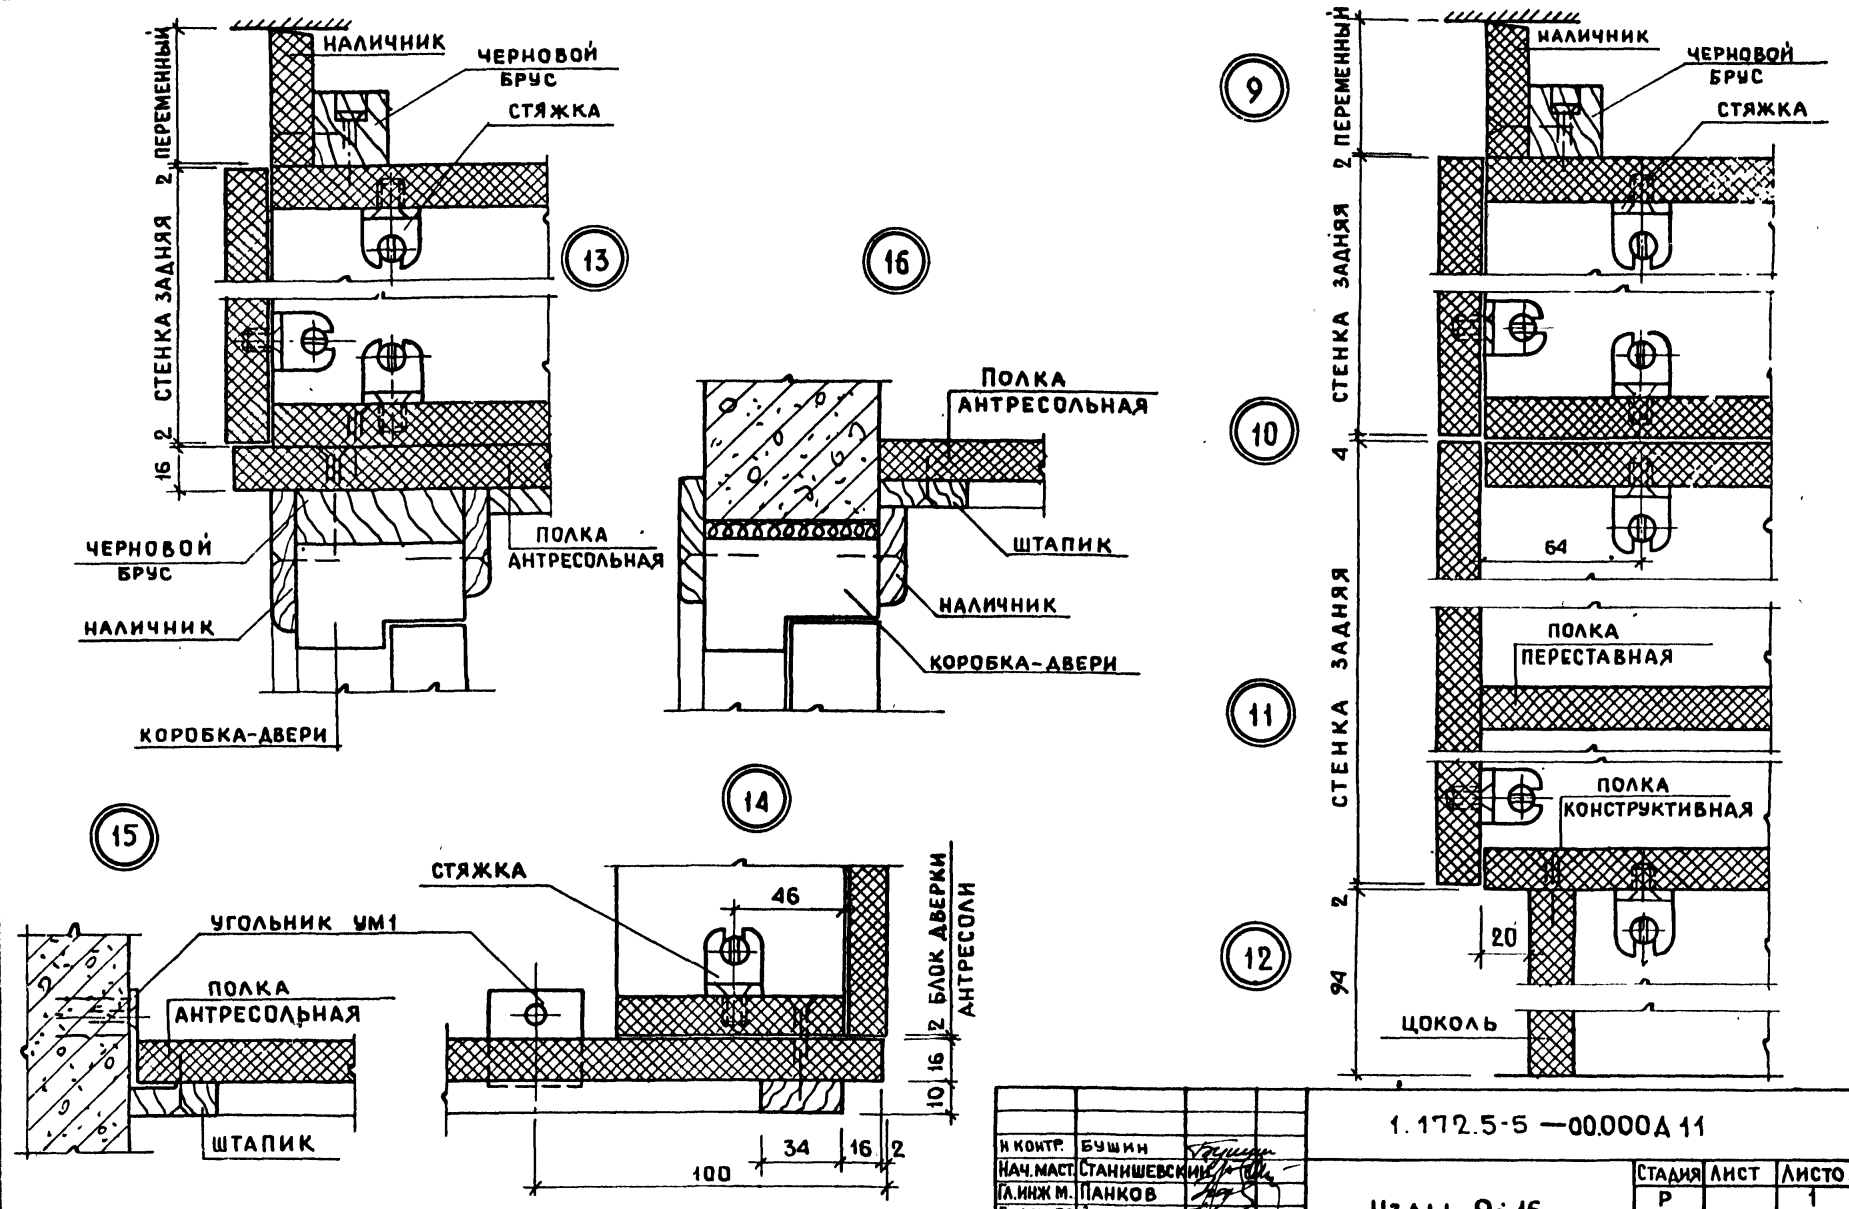 НАЛИЧНИК
ЧЕРНОВОЙ
БРУС
СТЯЖКА
2 ПЕРЕМЕННЫЙ
2 СТЕНКА ЗАДНЯЯ 2
16
13
ЧЕРНОВОЙ
БРУС
НАЛИЧНИК
КОРОБКА-ДВЕРИ
ПОЛКА
АНТРЕСОЛЬНАЯ
16
ПОЛКА
АНТРЕСОЛЬНАЯ
ШТАПИК
НАЛИЧНИК
КОРОБКА-ДВЕРИ
9
НАЛИЧНИК
ЧЕРНОВОЙ
БРУС
СТЯЖКА
2 ПЕРЕМЕННЫЙ
СТЕНКА ЗАДНЯЯ
10
4
64
СТЕНКА ЗАДНЯЯ
ПОЛКА
ПЕРЕСТАВНАЯ
11
ПОЛКА
КОНСТРУКТИВНАЯ
2
20
12
94
ЦОКОЛЬ
15
14
СТЯЖКА
46
УГОЛЬНИК УМ1
ПОЛКА
АНТРЕСОЛЬНАЯ
ШТАПИК
2 БЛОК ДВЕРКИ
АНТРЕСОЛИ
16
10
34
16
2
100
1.172.5-5 —00.000Д 11
Н КОНТР. БУШИН
НАЧ. МАСТ. СТАНИШЕВСКИЙ
ГЛ. ИНЖ М. ПАНКОВ
СТАДИЯ ЛИСТ ЛИСТО
Р 1